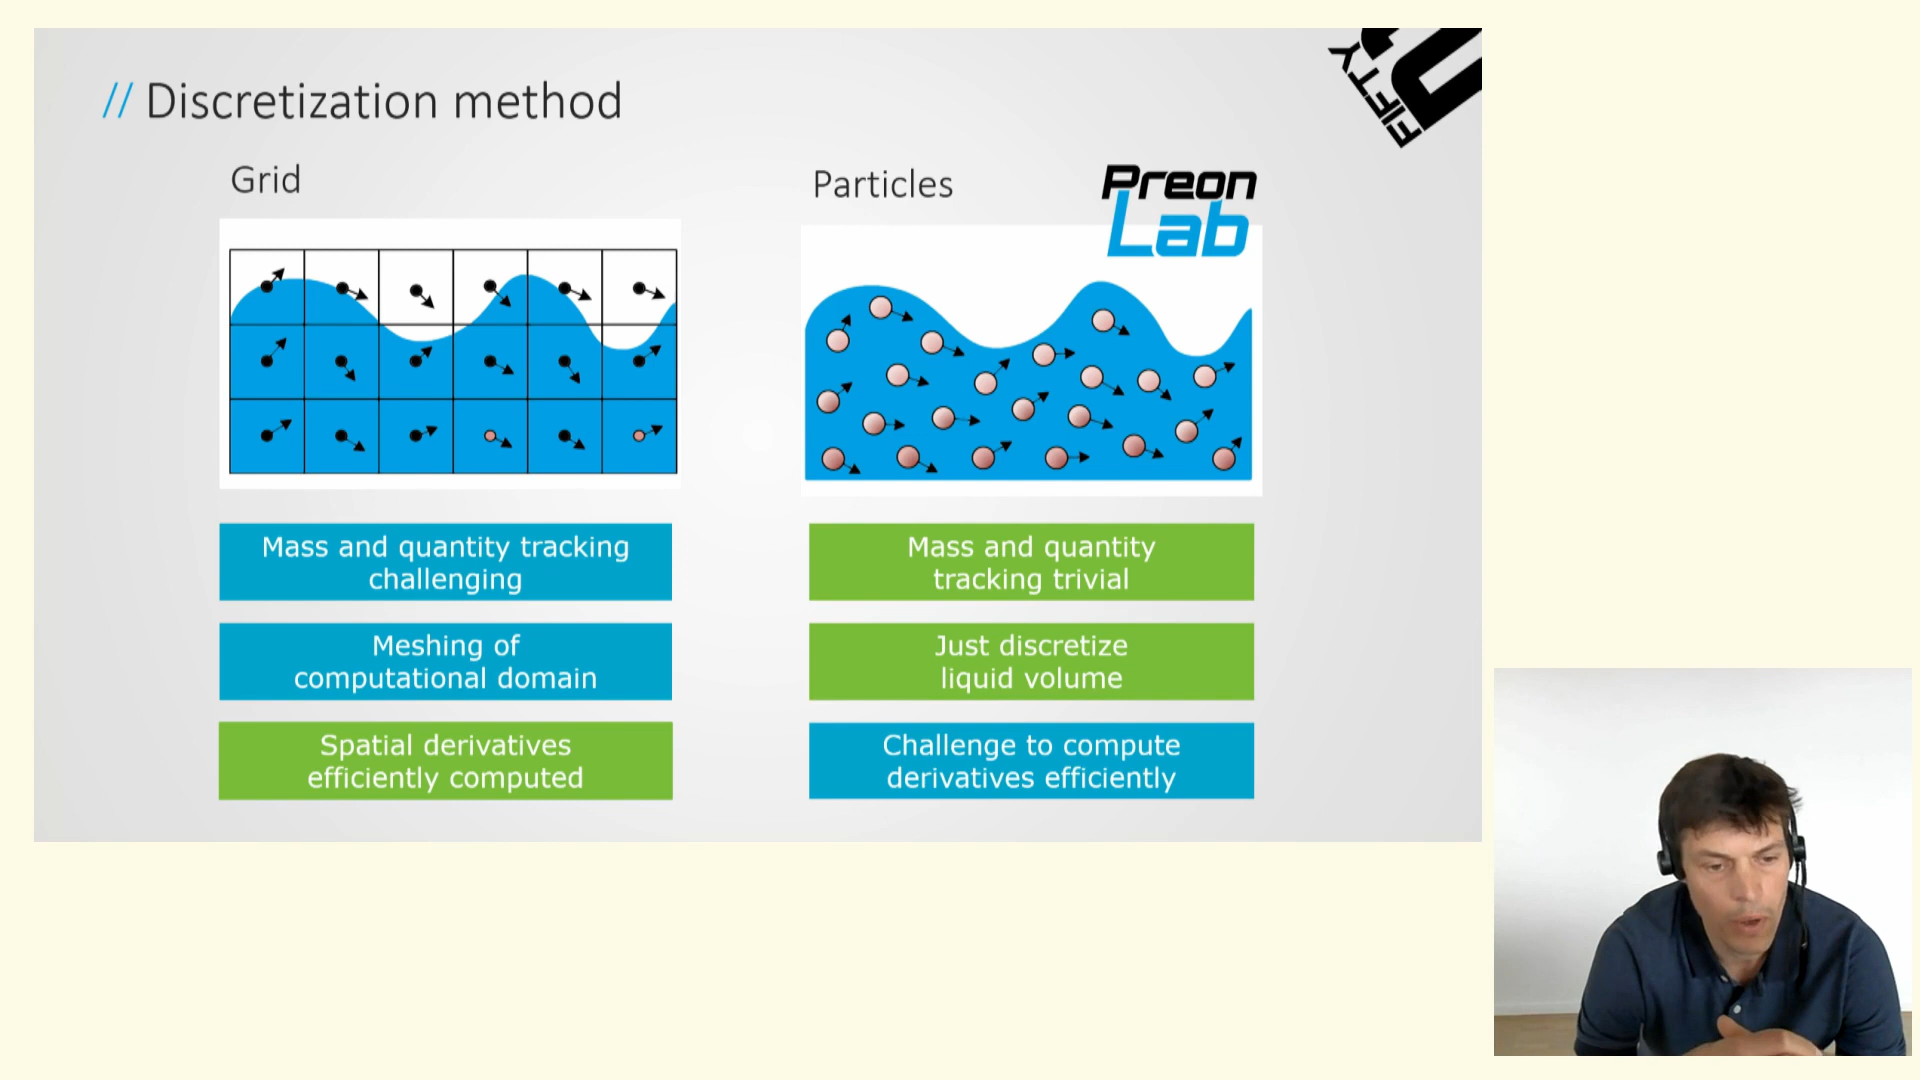 // Discretization method
FIFTY
Grid
Particles
Preon
Lab
Mass and quantity tracking
challenging
Meshing of
computational domain
Spatial derivatives
efficiently computed
Mass and quantity
tracking trivial
Just discretize
liquid volume
Challenge to compute
derivatives efficiently